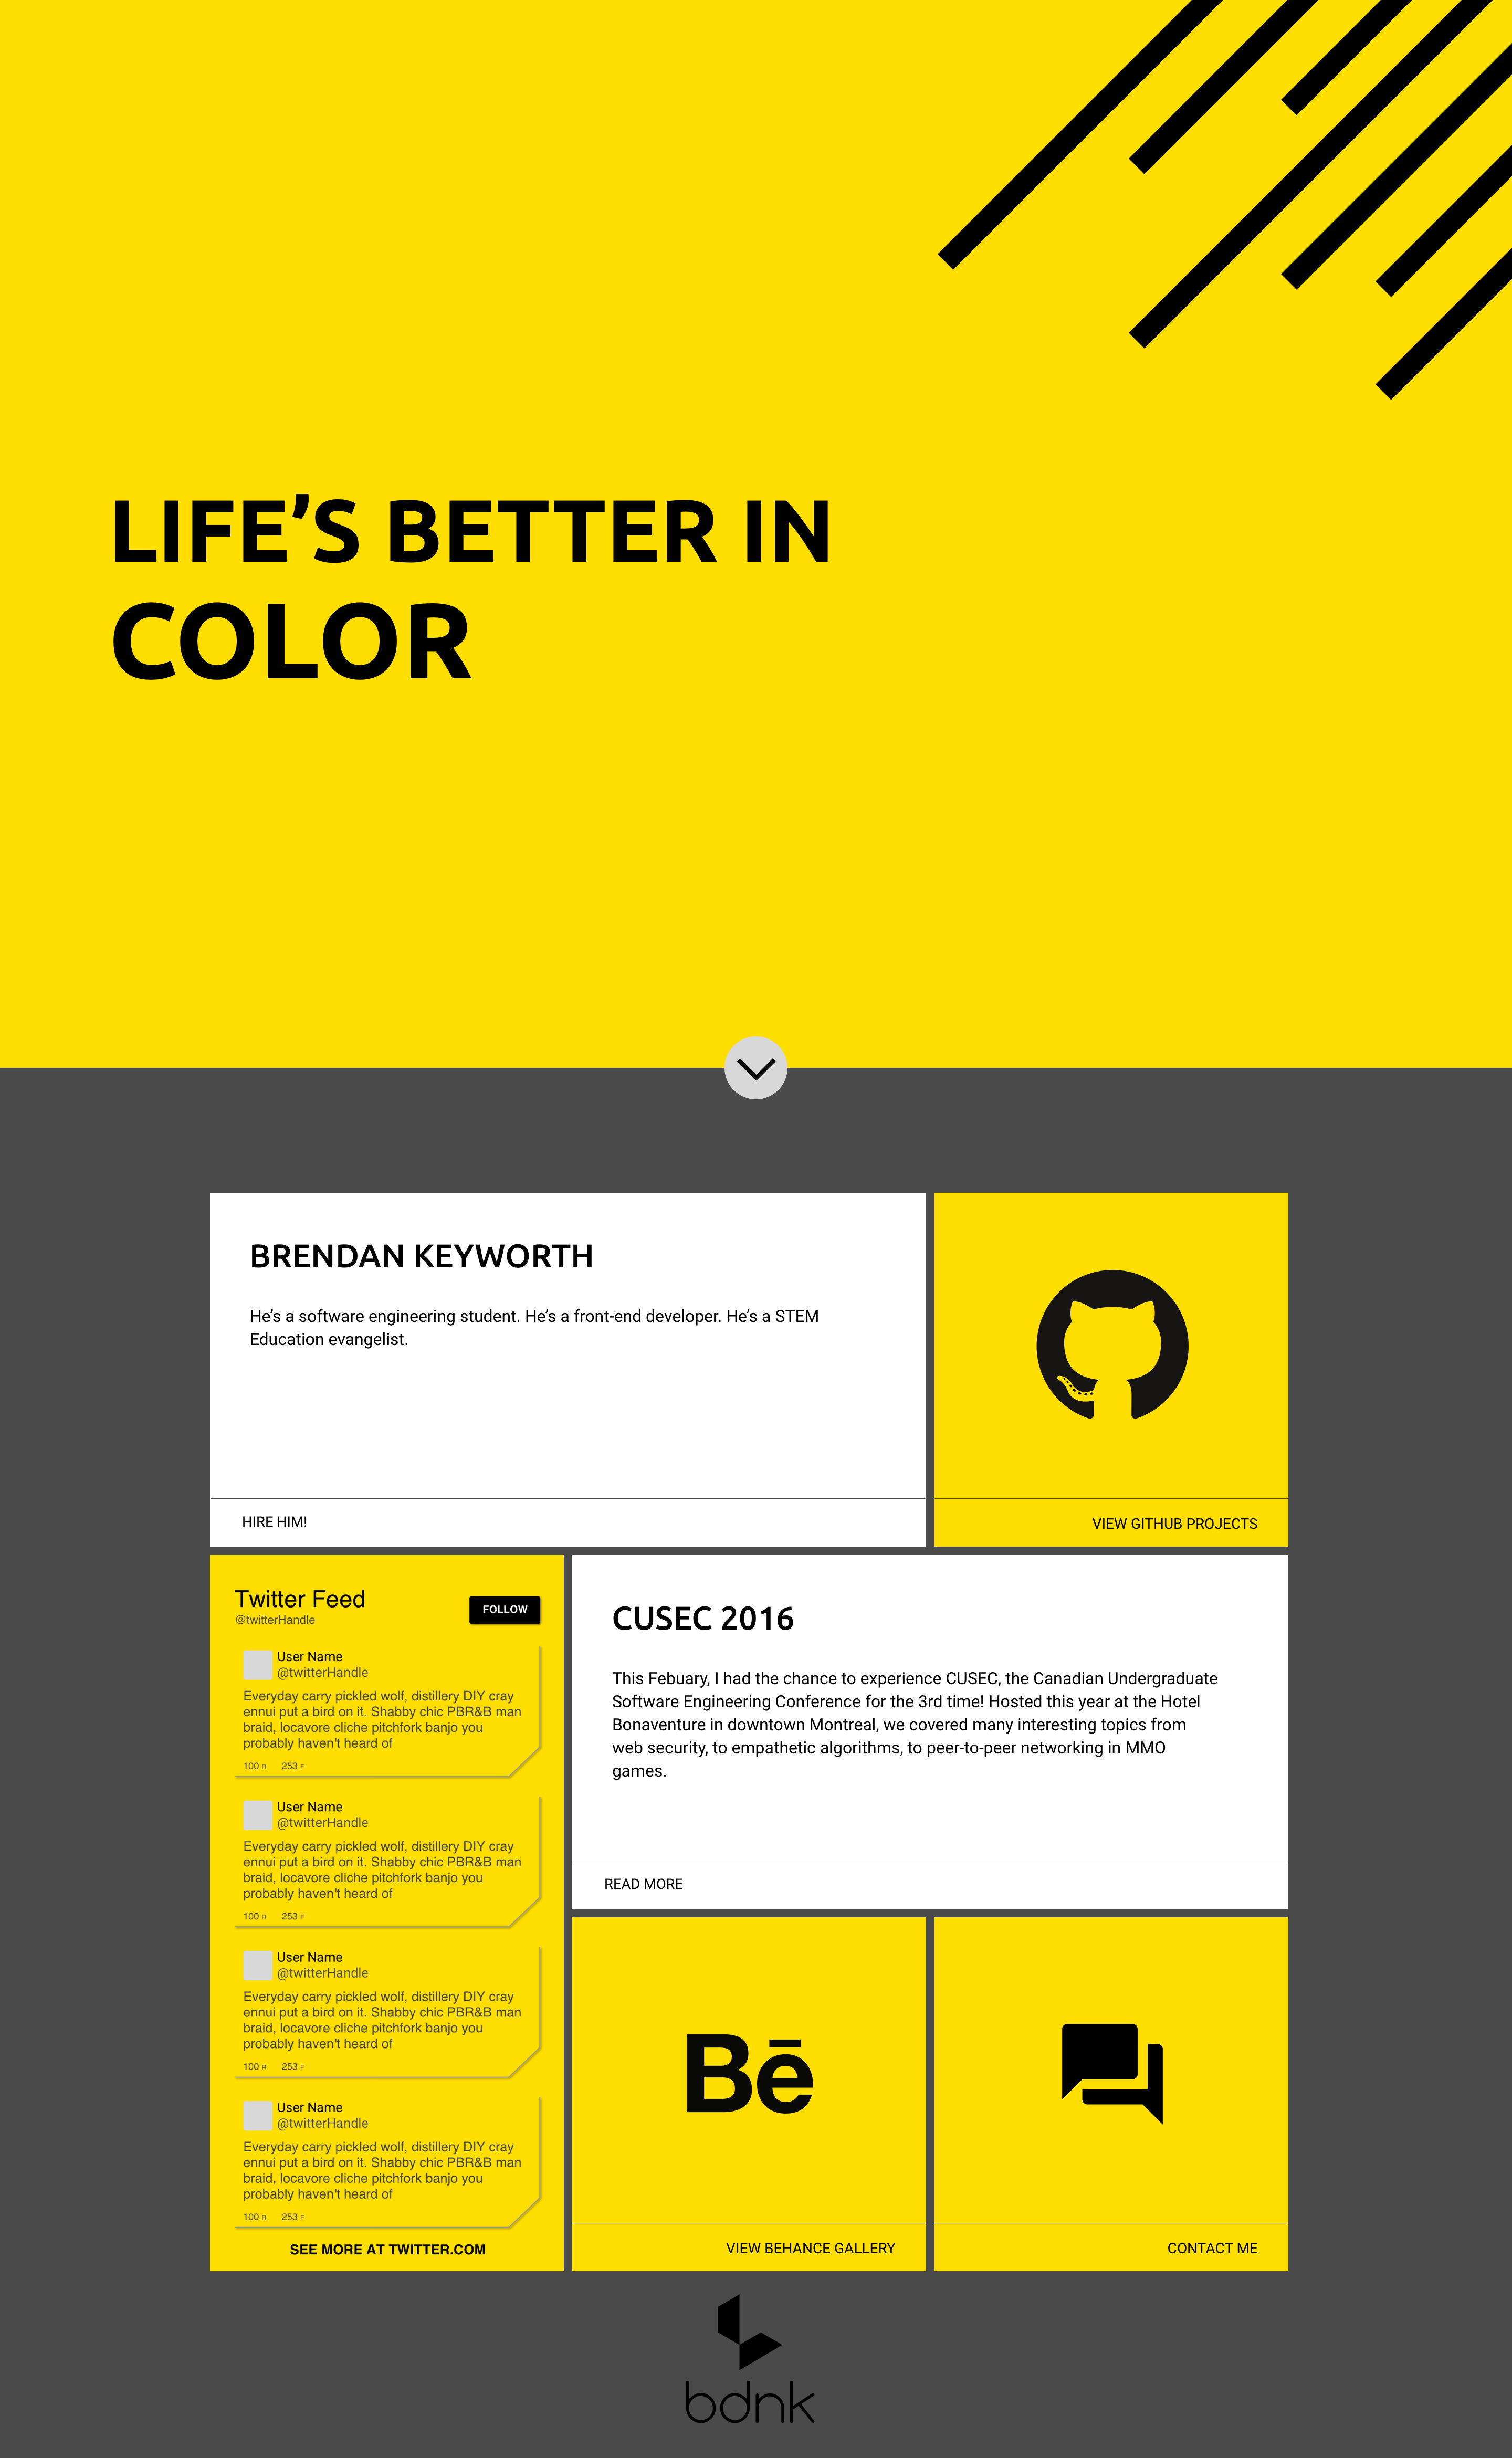 LIFE’S BETTER IN
COLOR
BRENDAN KEYWORTH
He’s a software engineering student. He’s a front-end developer. He’s a STEM
Education evangelist.
HIRE HIM!
VIEW GITHUB PROJECTS
Twitter Feed
@twitterHandle
FOLLOW
User Name
@twitterHandle
Everyday carry pickled wolf, distillery DIY cray
ennui put a bird on it. Shabby chic PBR&B man
braid, locavore cliche pitchfork banjo you
probably haven't heard of
100 R 253 F
User Name
@twitterHandle
Everyday carry pickled wolf, distillery DIY cray
ennui put a bird on it. Shabby chic PBR&B man
braid, locavore cliche pitchfork banjo you
probably haven't heard of
100 R 253 F
User Name
@twitterHandle
Everyday carry pickled wolf, distillery DIY cray
ennui put a bird on it. Shabby chic PBR&B man
braid, locavore cliche pitchfork banjo you
probably haven't heard of
100 R 253 F
User Name
@twitterHandle
Everyday carry pickled wolf, distillery DIY cray
ennui put a bird on it. Shabby chic PBR&B man
braid, locavore cliche pitchfork banjo you
probably haven't heard of
100 R 253 F
SEE MORE AT TWITTER.COM
CUSEC 2016
This Febuary, I had the chance to experience CUSEC, the Canadian Undergraduate
Software Engineering Conference for the 3rd time! Hosted this year at the Hotel
Bonaventure in downtown Montreal, we covered many interesting topics from
web security, to empathetic algorithms, to peer-to-peer networking in MMO
games.
READ MORE
Bē
VIEW BEHANCE GALLERY
CONTACT ME
bdnk